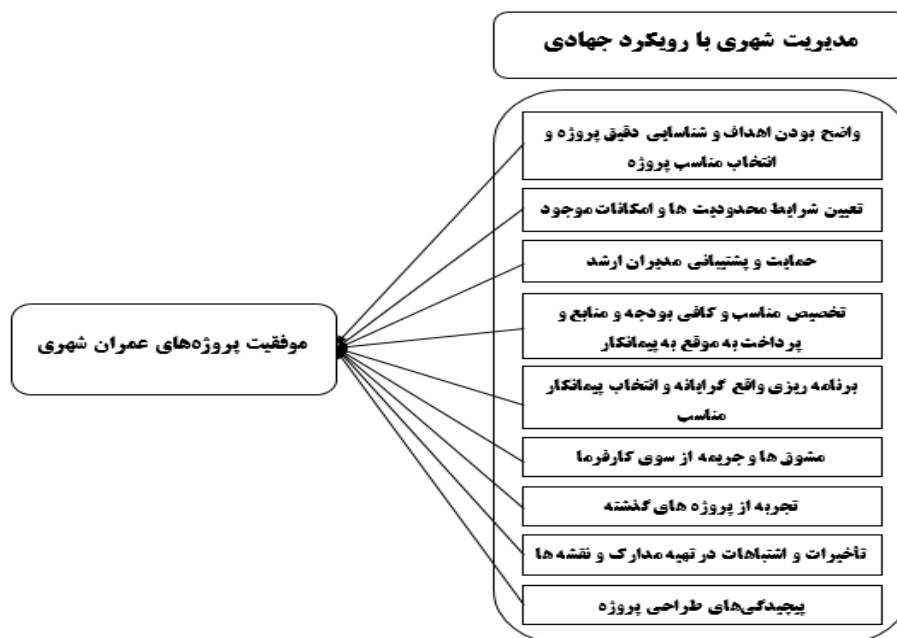 مدیریت شهری با رویکرد جهادی
واضح بودن اهداف و شناسایی دقیق پروژه و
انتخاب مناسب پروژه
تعیین شرایط محدودیت ها و امکانات موجود
حمایت و پشتیبانی مدیران ارشد
تخصیص مناسب و کافی بودجه و منابع و
پرداخت به موقع به پیمانکار
برنامه ریزی واقع گرایانه و انتخاب پیمانکار
مناسب
مشوق ها و جریمه از سوی کارفرما
تجربه از پروژه های گذشته
تأخیرات و اشتباهات در تهیه مدارک و نقشه ها
پیچیدگی‌های طراحی پروژه
موفقیت پروژه‌های عمران شهری